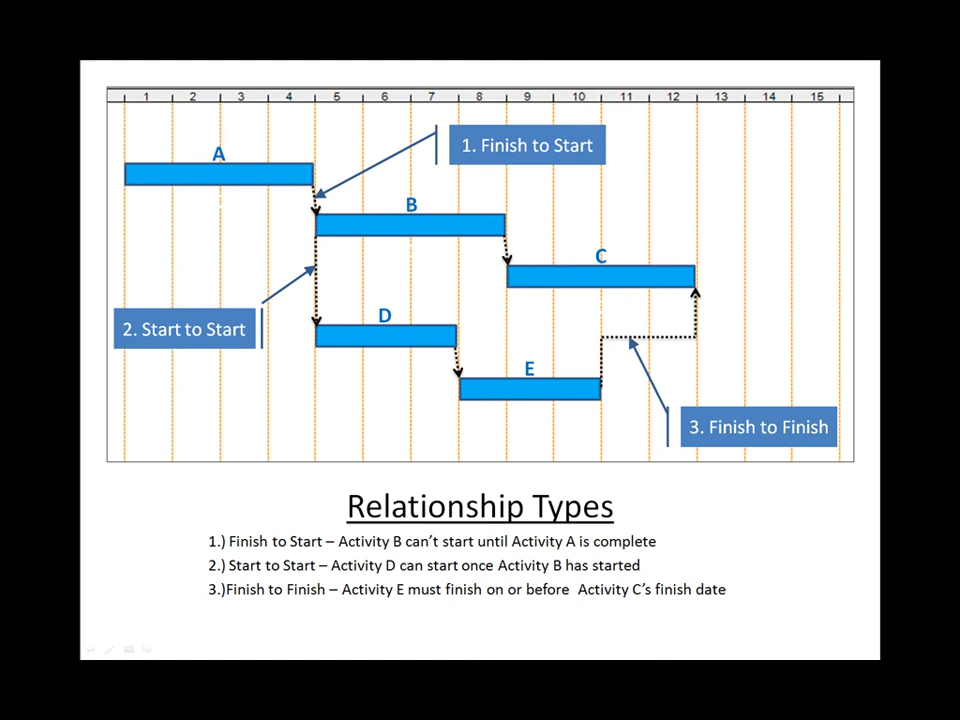 1 2 3 4 5 6 7 8 9 10 11 12 13 14 15
1. Finish to Start
A
B
C
2. Start to Start
D
E
3. Finish to Finish
Relationship Types
1.) Finish to Start – Activity B can’t start until Activity A is complete
2.) Start to Start – Activity D can start once Activity B has started
3.)Finish to Finish – Activity E must finish on or before Activity C’s finish date